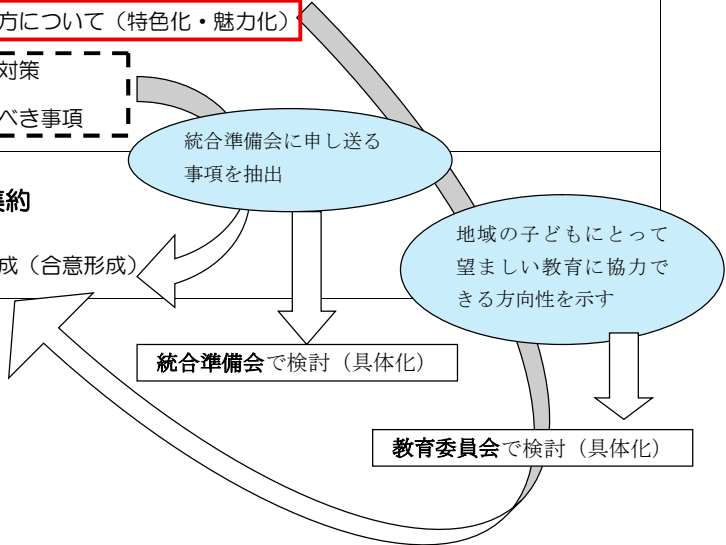 方について（特色化・魅力化）
対策
べき事項
統合準備会に申し送る
事項を抽出
集約
成（合意形成）
地域の子どもにとって
望ましい教育に協力で
きる方向性を示す
統合準備会で検討（具体化）
教育委員会で検討（具体化）